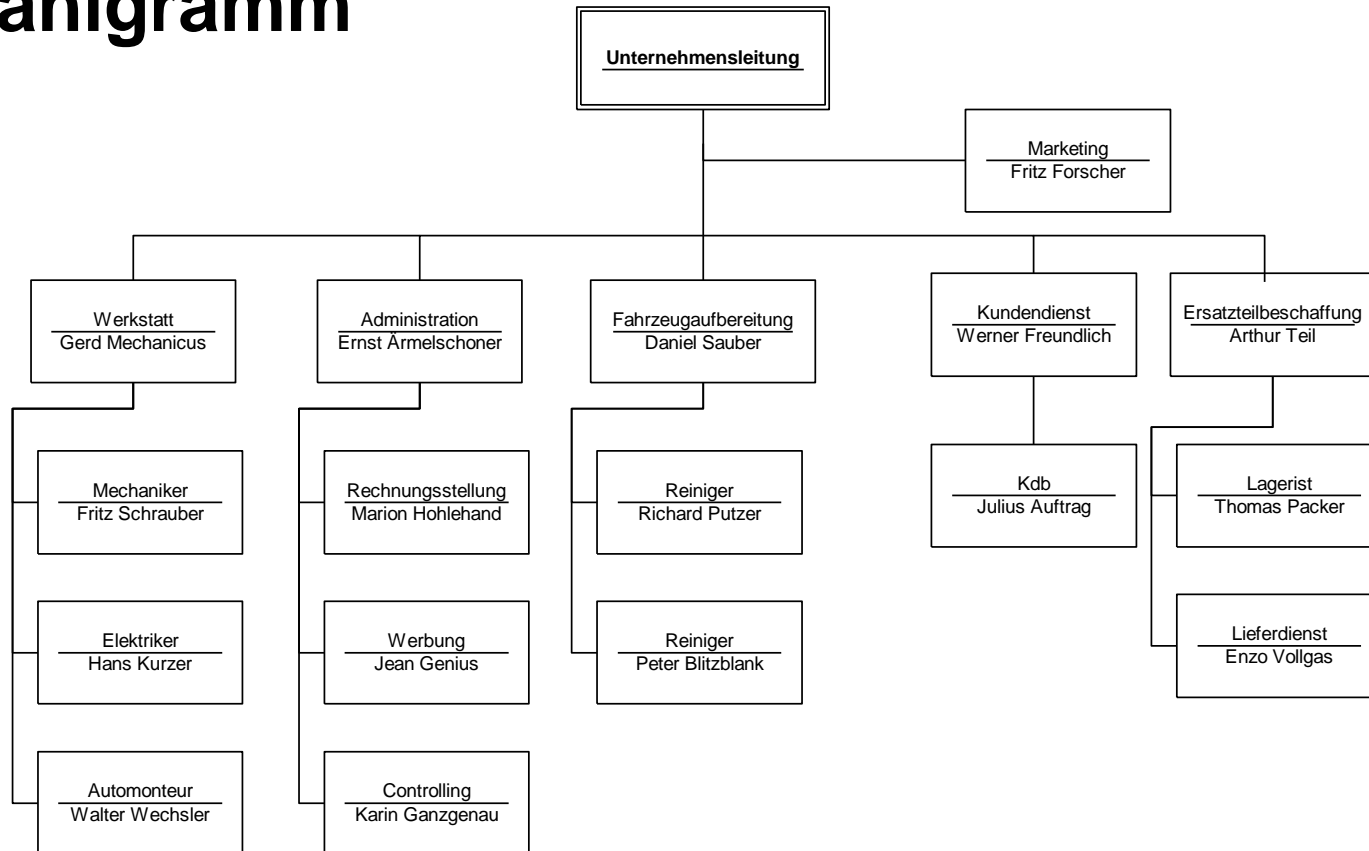 Unternehmensleitung
Marketing
Fritz Forscher
Werkstatt
Gerd Mechanicus
Administration
Ernst Ärmelschoner
Fahrzeugaufbereitung
Daniel Sauber
Kundendienst
Werner Freundlich
Ersatzteilbeschaffung
Arthur Teil
Mechaniker
Fritz Schrauber
Rechnungsstellung
Marion Hohlehand
Reiniger
Richard Putzer
Kdb
Julius Auftrag
Lagerist
Thomas Packer
Elektriker
Hans Kurzer
Werbung
Jean Genius
Reiniger
Peter Blitzblank
Lieferdienst
Enzo Vollgas
Automonteur
Walter Wechsler
Controlling
Karin Ganzgenau